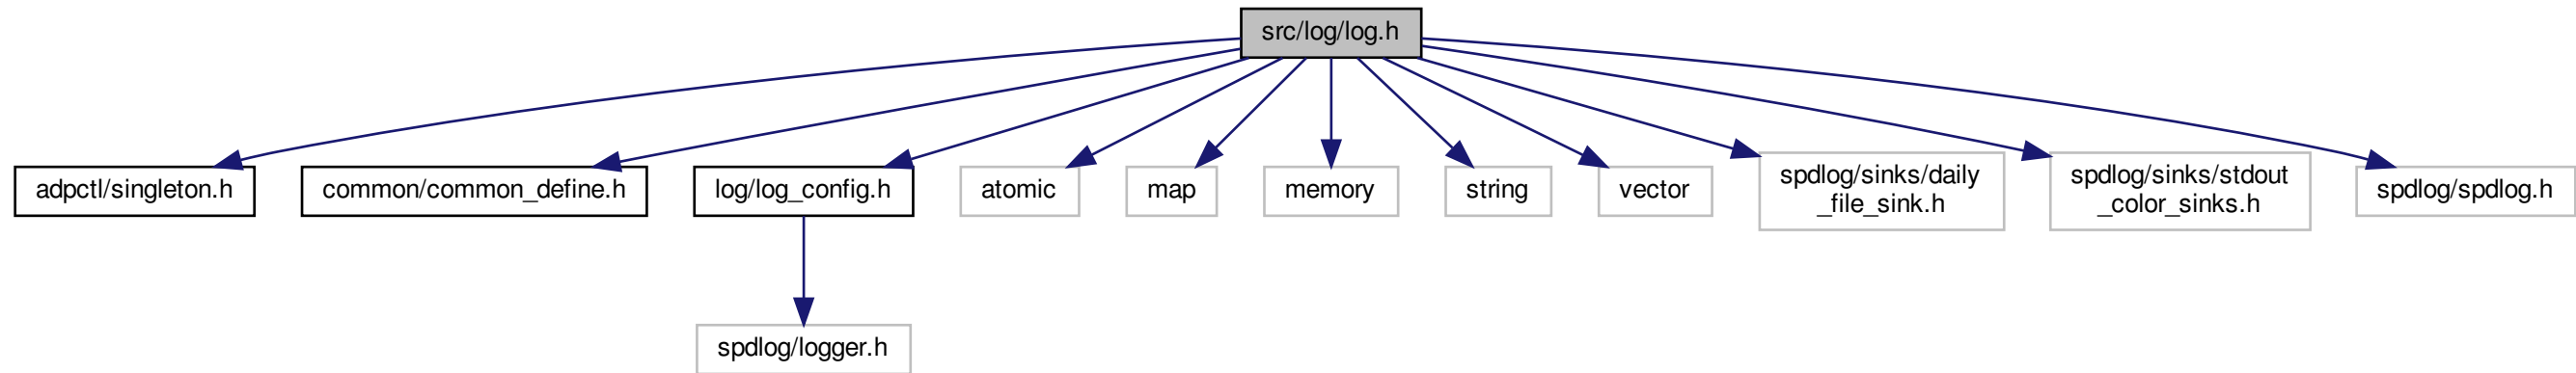 src/log/log.h
adpctl/singleton.h
common/common_define.h
log/log_config.h
atomic
map
memory
string
vector
spdlog/sinks/daily
_file_sink.h
spdlog/sinks/stdout
_color_sinks.h
spdlog/spdlog.h
spdlog/logger.h